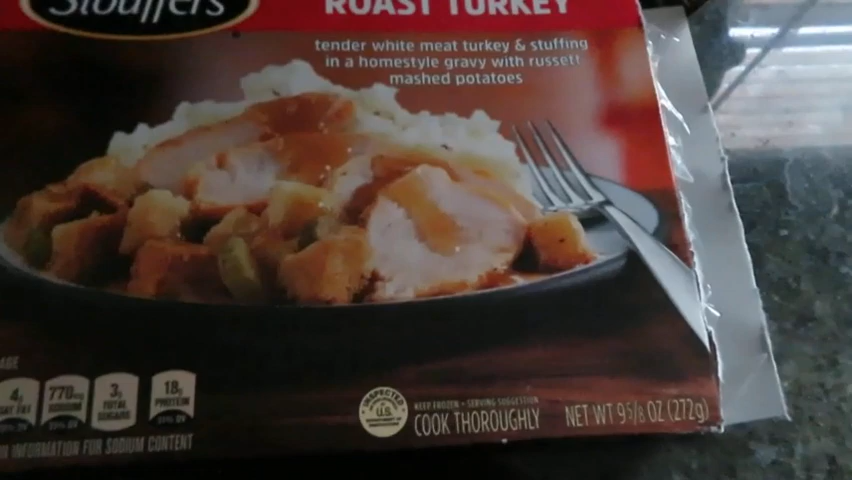 Stouffers
ROAST TURKEY
tender white meat turkey & stuffing
in a homestyle gravy with russet
mashed potatoes
4g
SAT FAT
770mg
SODIUM
3g
TOTAL
SUGARS
18g
PROTEIN
INSPECTED
U.S.
KEEP FROZEN • SERVING SUGGESTION
COOK THOROUGHLY
NET WT 9 5/8 OZ (272g)
INFORMATION FOR SODIUM CONTENT